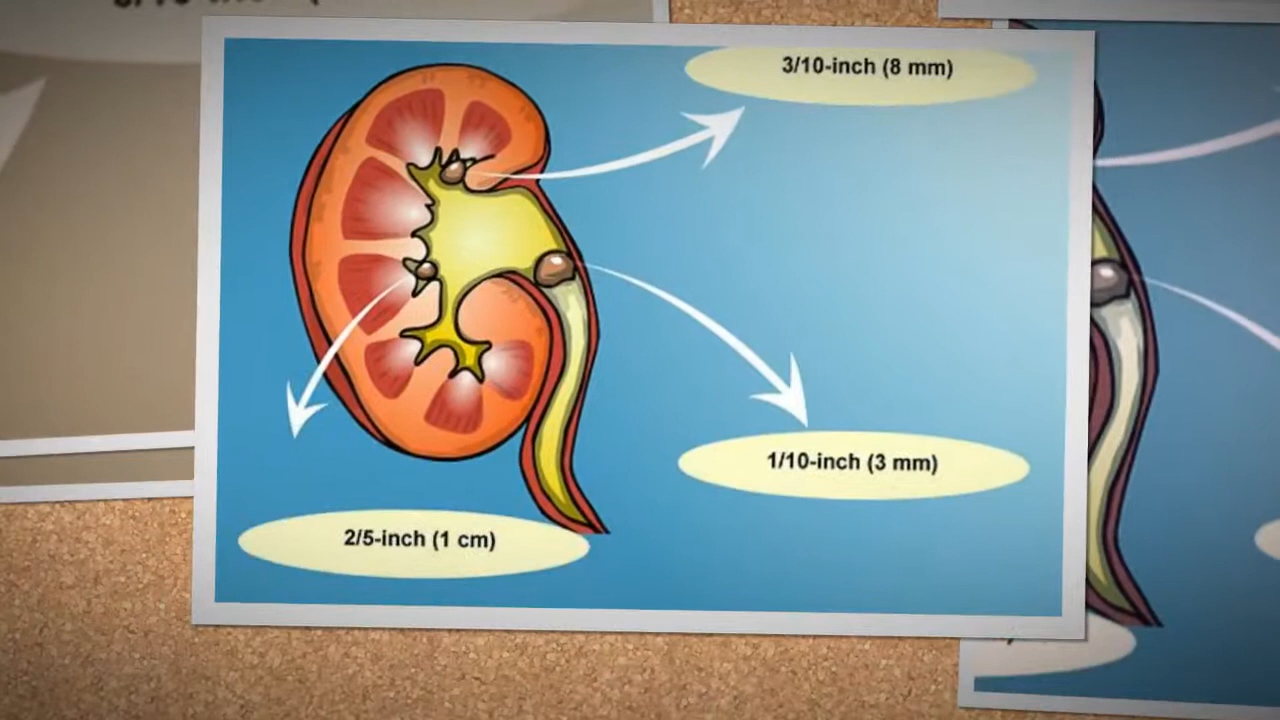 3/10-inch (8 mm)
1/10-inch (3 mm)
2/5-inch (1 cm)